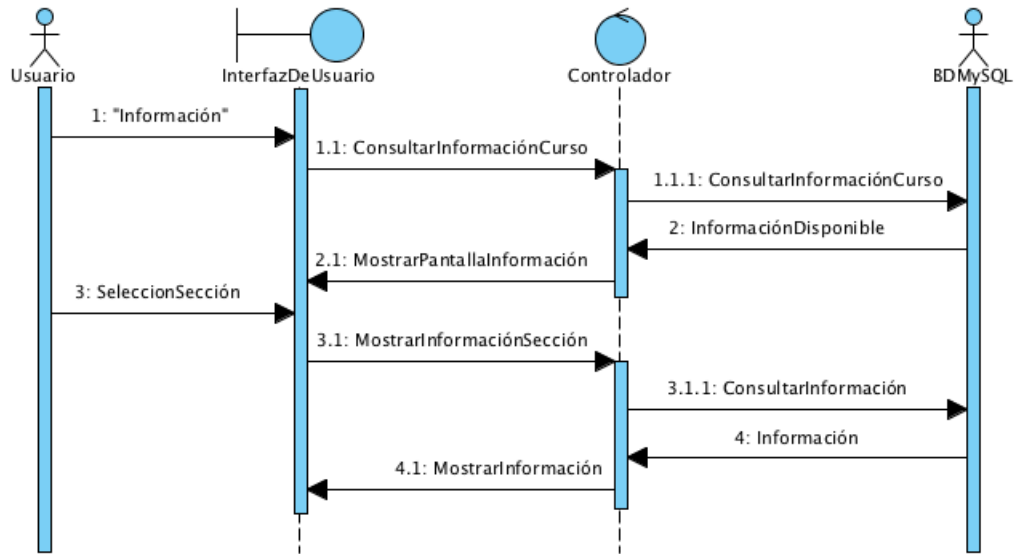 Usuario
InterfazDeUsuario
Controlador
BDMySQL
1: "Información"
1.1: ConsultarInformaciónCurso
1.1.1: ConsultarInformaciónCurso
2: InformaciónDisponible
2.1: MostrarPantallaInformación
3: SeleccionSección
3.1: MostrarInformaciónSección
3.1.1: ConsultarInformación
4: Información
4.1: MostrarInformación